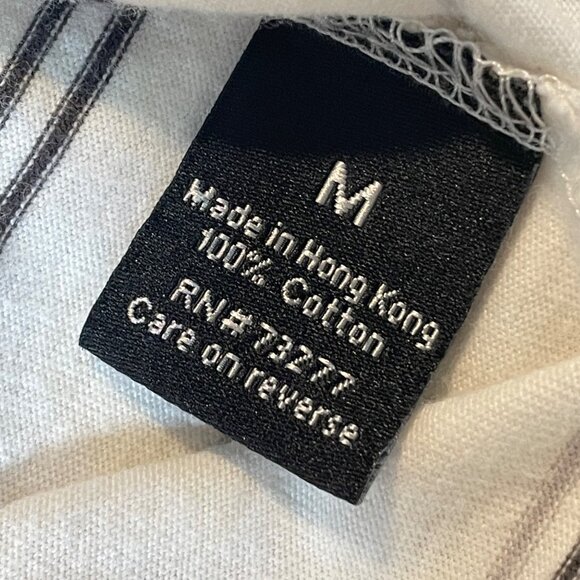 M
Made in Hong Kong
100% Cotton
RN# 73277
Care on reverse